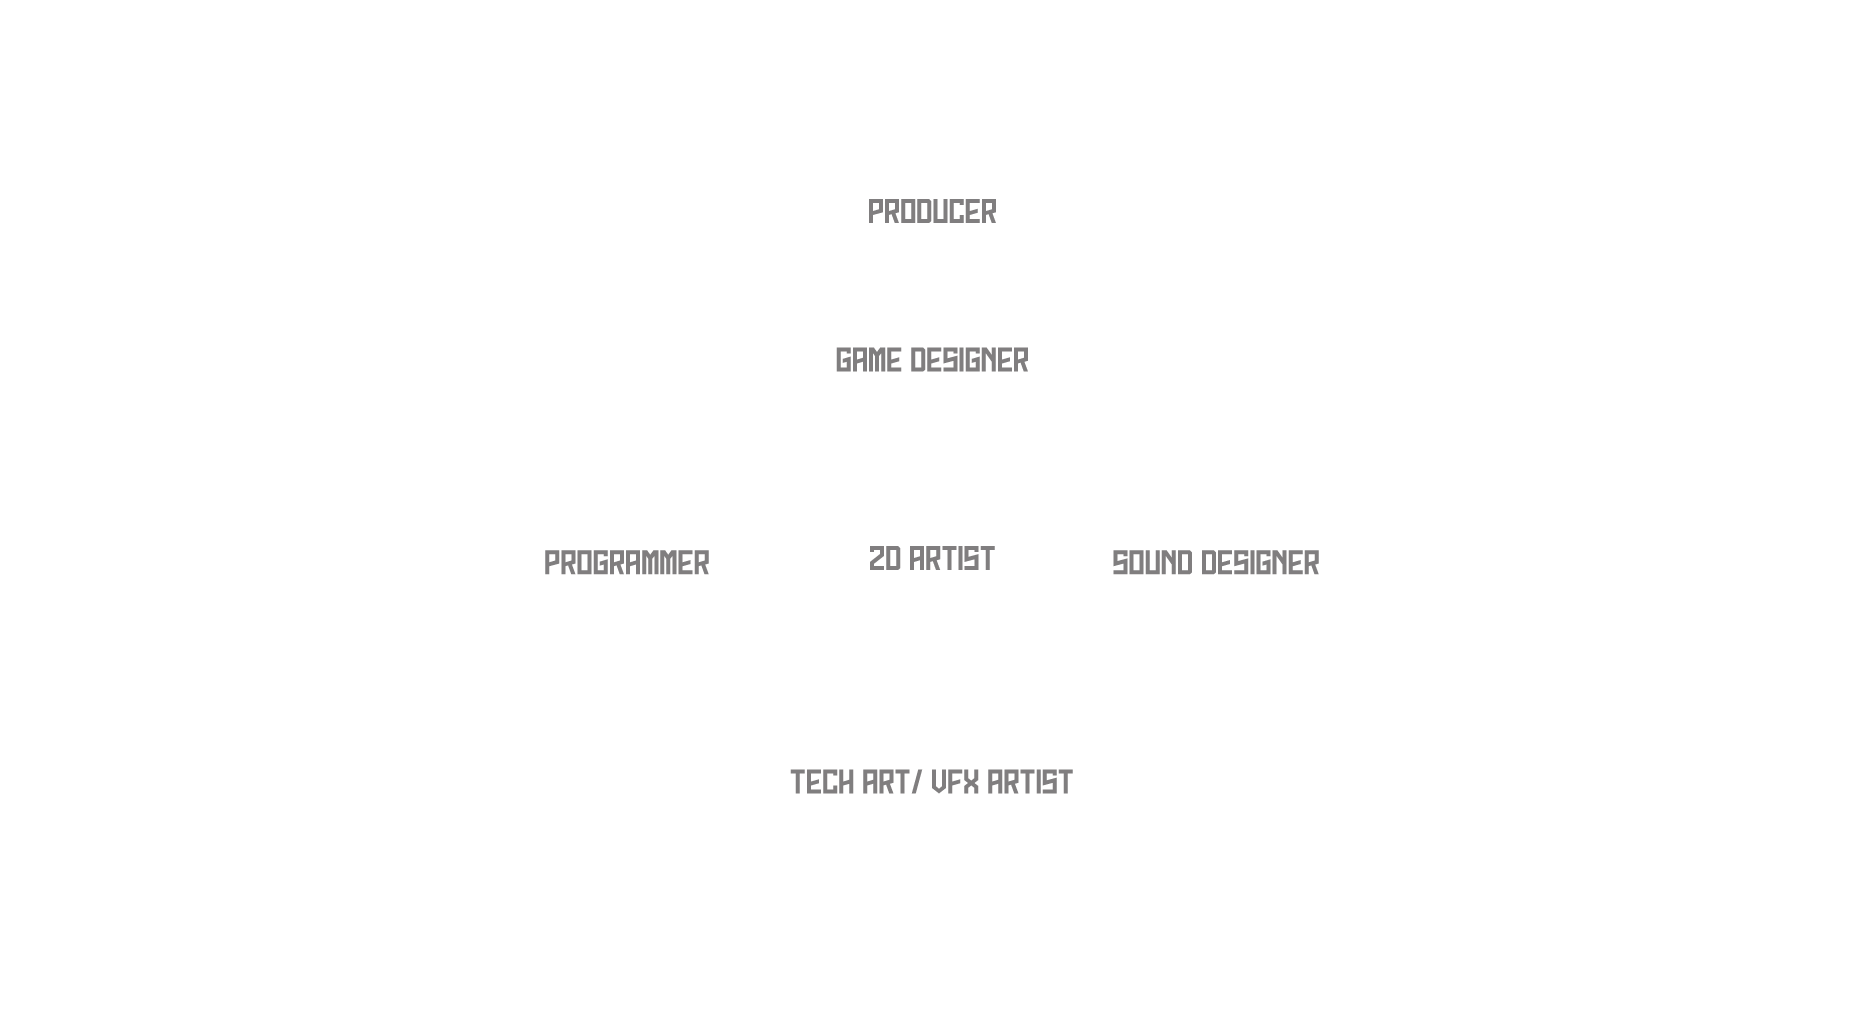 PRODUCER
GAME DESIGNER
PROGRAMMER
2D ARTIST
SOUND DESIGNER
TECH ART/ VFX ARTIST